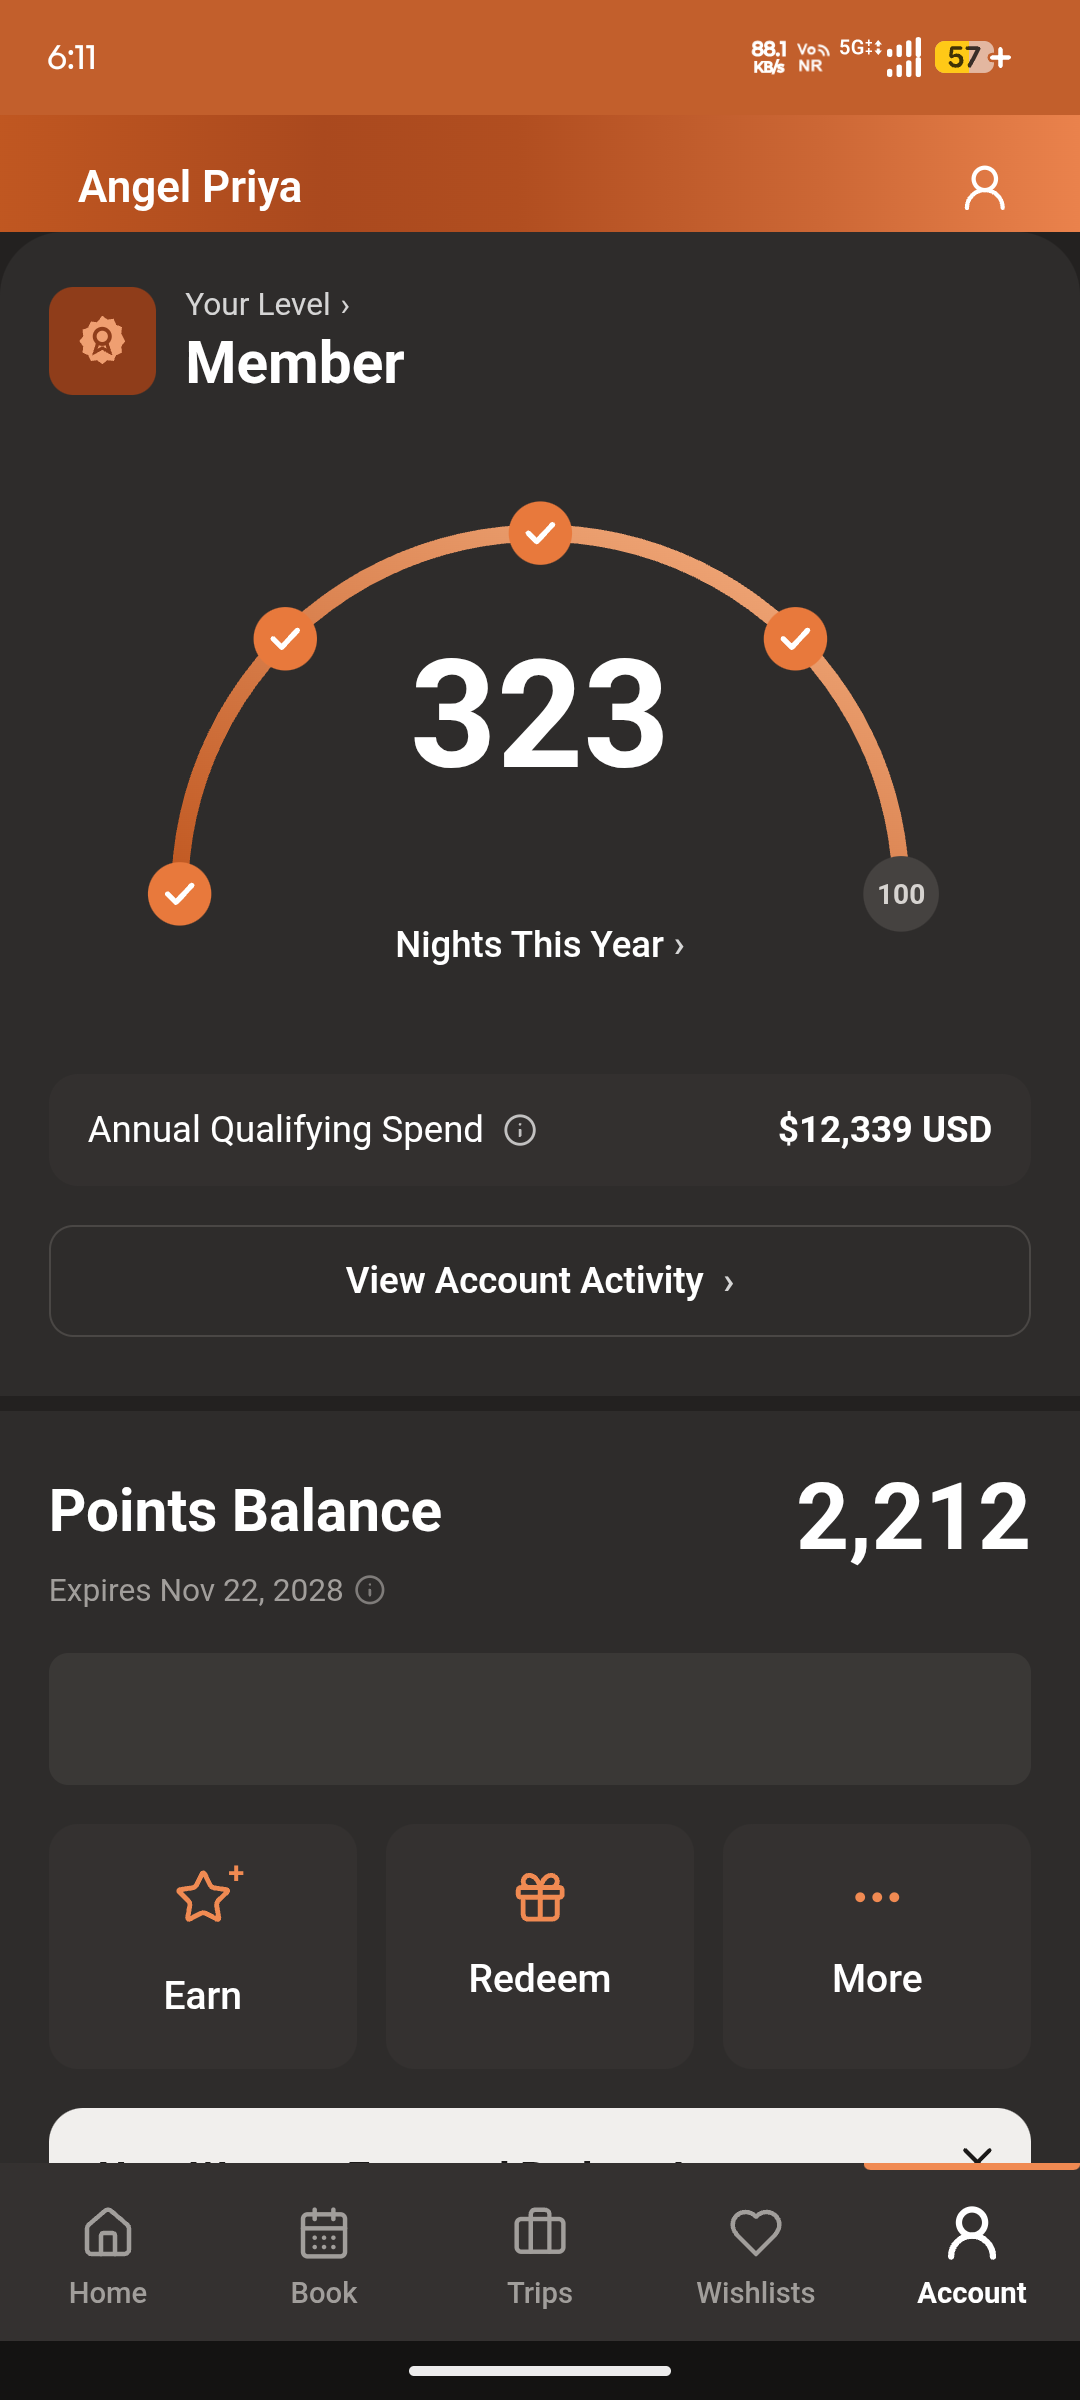 6:11
88.1 KB/s Vo NR 5G 57
Angel Priya
Your Level ›
Member
323
100
Nights This Year ›
Annual Qualifying Spend
$12,339 USD
View Account Activity ›
Points Balance
2,212
Expires Nov 22, 2028
Earn
Redeem
More
Home
Book
Trips
Wishlists
Account